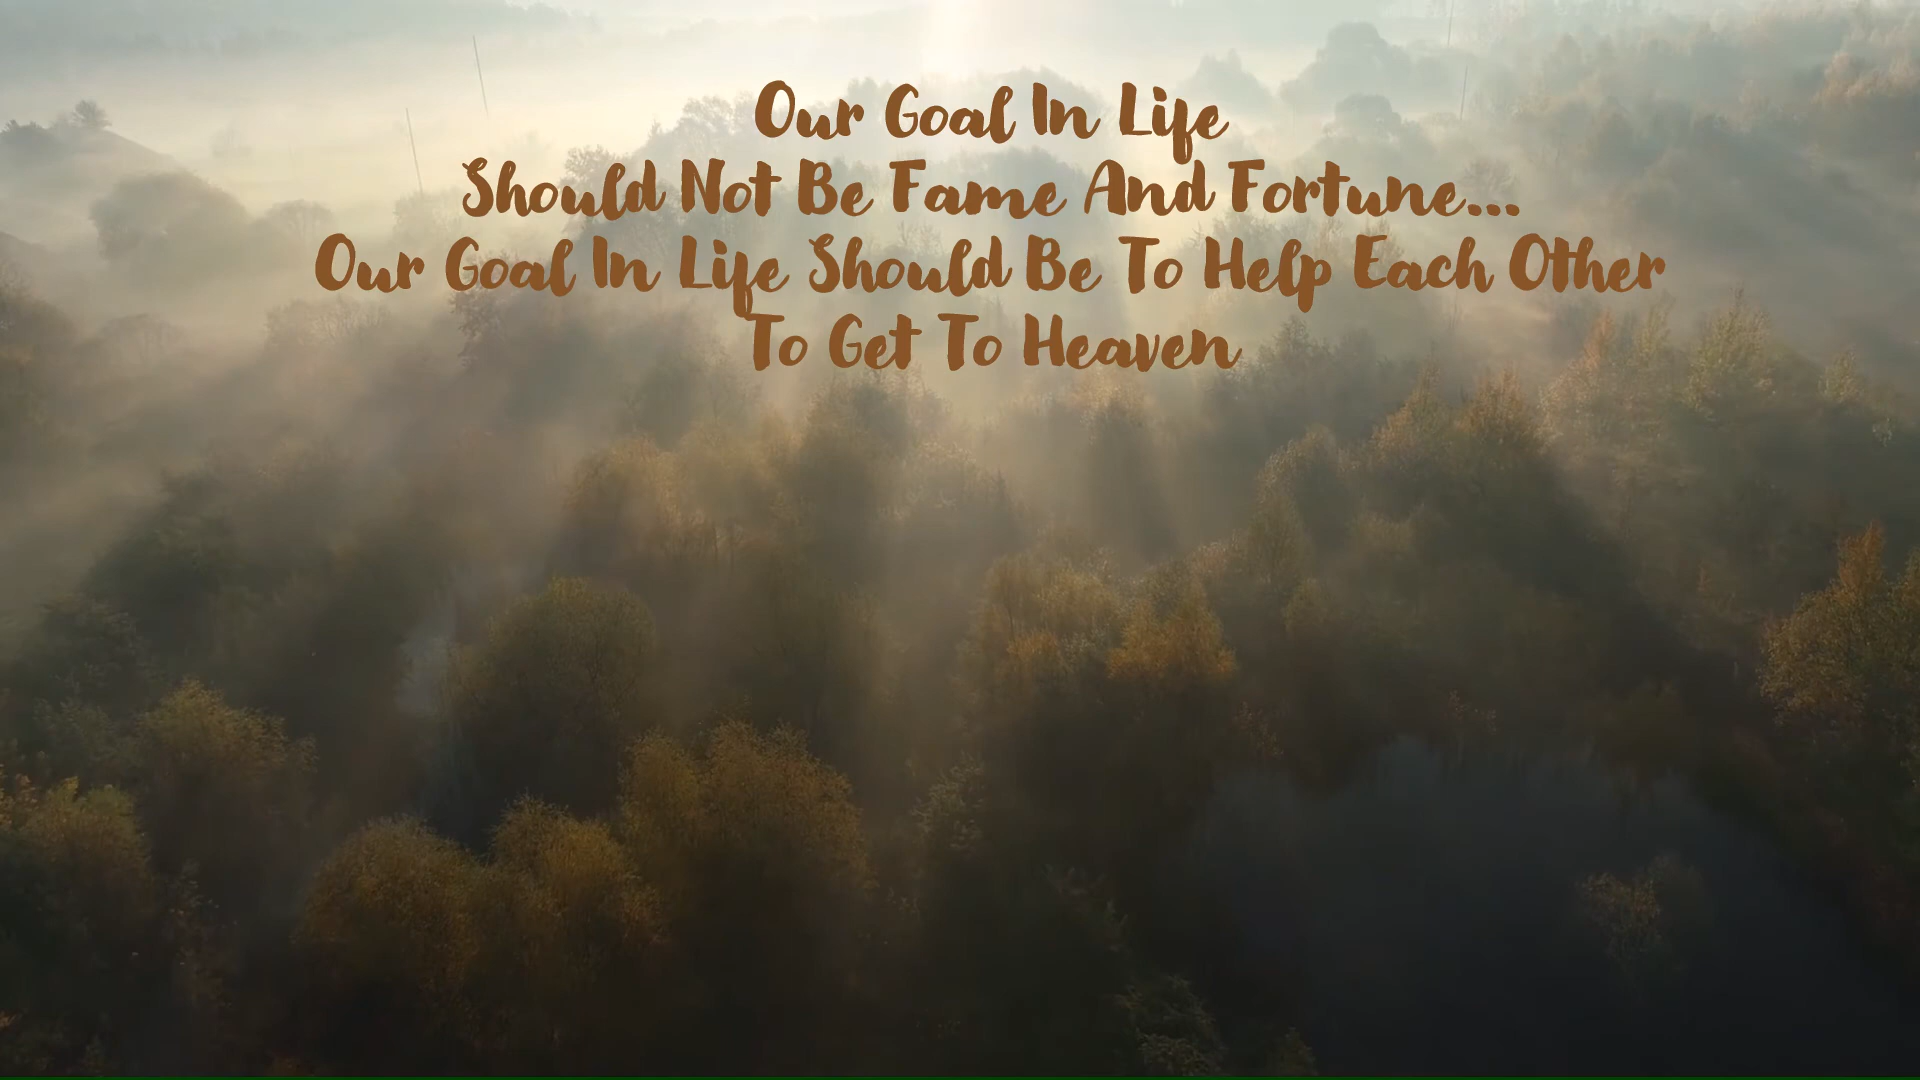 Our Goal In Life
Should Not Be Fame And Fortune...
Our Goal In Life Should Be To Help Each Other
To Get To Heaven